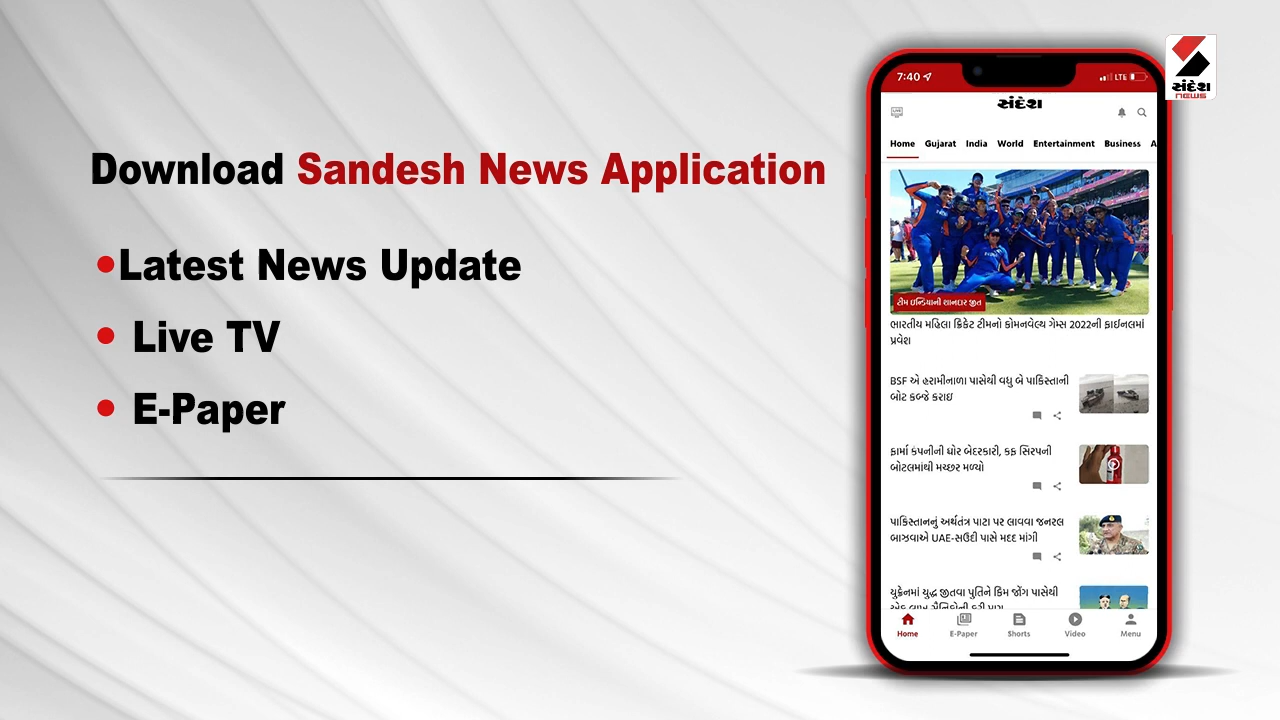 Download Sandesh News Application
•Latest News Update
• Live TV
• E-Paper
સંદેશ
news
7:40
LTE
LIVE
સંદેશ
Home Gujarat India World Entertainment Business A
ટીમ ઇન્ડિયાની શાનદાર જીત
ભારતીય મહિલા ક્રિકેટ ટીમનો કોમનવેલ્થ ગેમ્સ 2022ની ફાઈનલમાં
પ્રવેશ
BSF એ હરામીનાળા પાસેથી વધુ બે પાકિસ્તાની
બોટ કબ્જે કરાઇ
ફાર્મા કંપનીની ઘોર બેદરકારી, કફ સિરપની
બોટલમાંથી મચ્છર મળ્યો
પાકિસ્તાનનું અર્થતંત્ર પાટા પર લાવવા જનરલ
બાઝવાએ UAE-સઉદી પાસે મદદ માંગી
યુક્રેનમાં યુદ્ધ જીતવા પુતિને કિમ જોંગ પાસેથી
Home E-Paper Shorts Video Menu